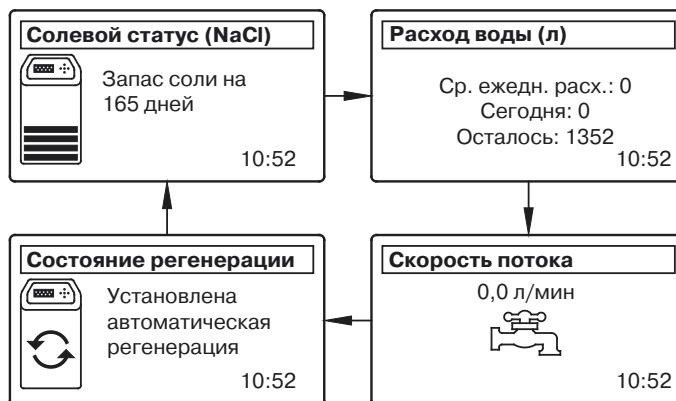 Солевой статус (NaCl)
Запас соли на
165 дней
10:52
Расход воды (л)
Ср. ежедн. расх.: 0
Сегодня: 0
Осталось: 1352
10:52
Состояние регенерации
Установлена
автоматическая
регенерация
10:52
Скорость потока
0,0 л/мин
10:52